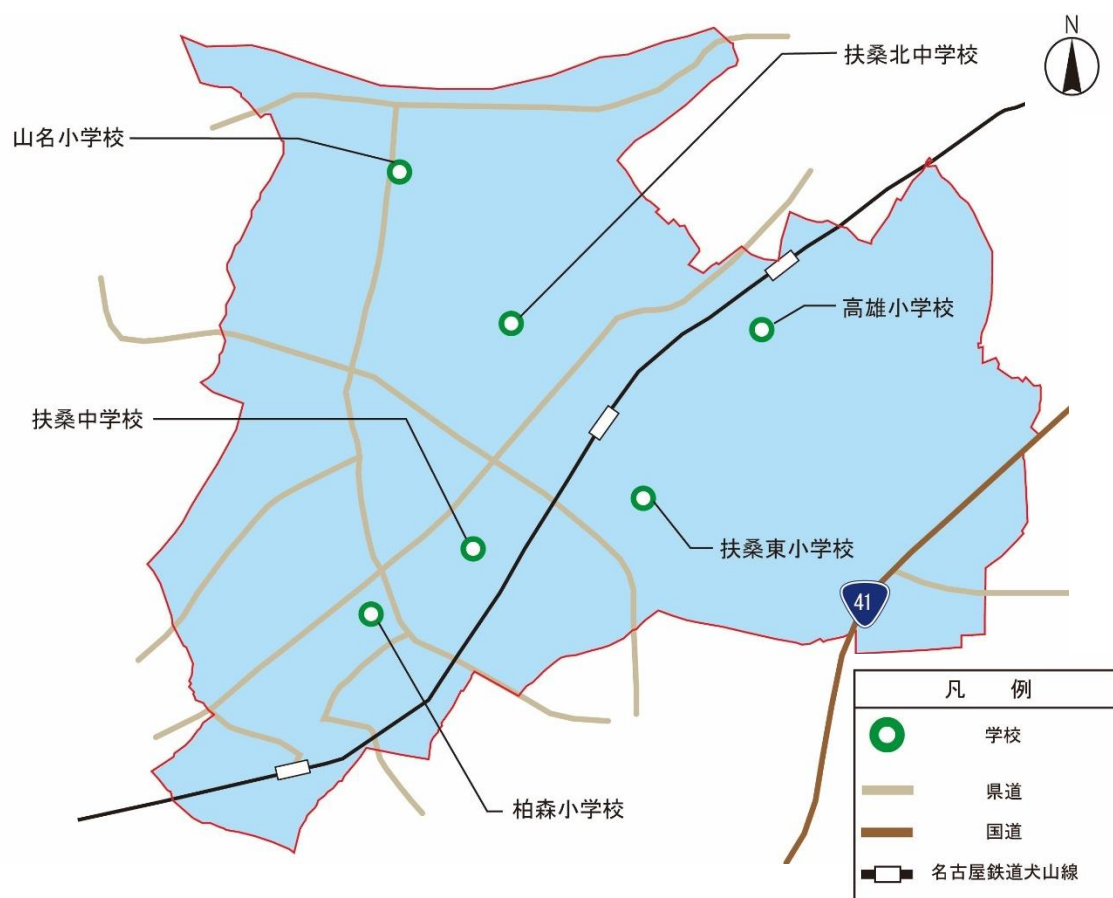 N
扶桑北中学校
山名小学校
高雄小学校
扶桑中学校
扶桑東小学校
41
柏森小学校
凡 例
学校
県道
国道
名古屋鉄道犬山線